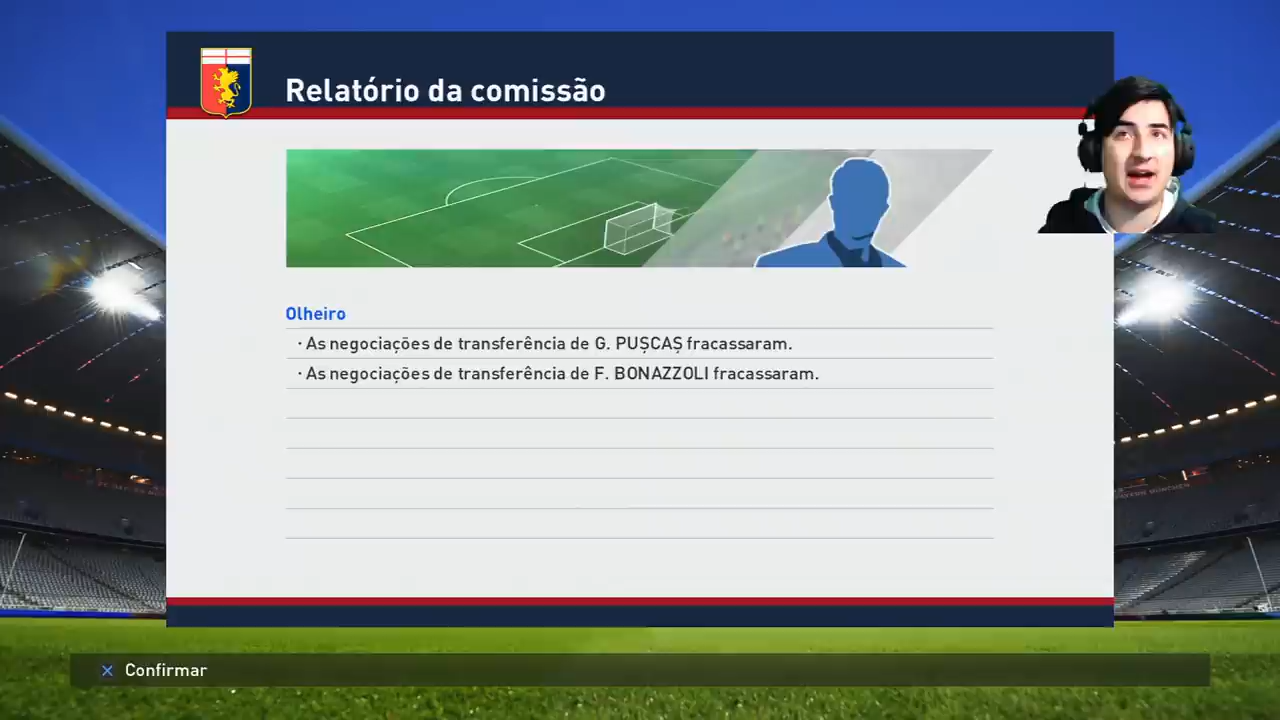 Relatório da comissão
Olheiro
· As negociações de transferência de G. PUȘCAȘ fracassaram.
· As negociações de transferência de F. BONAZZOLI fracassaram.
Confirmar